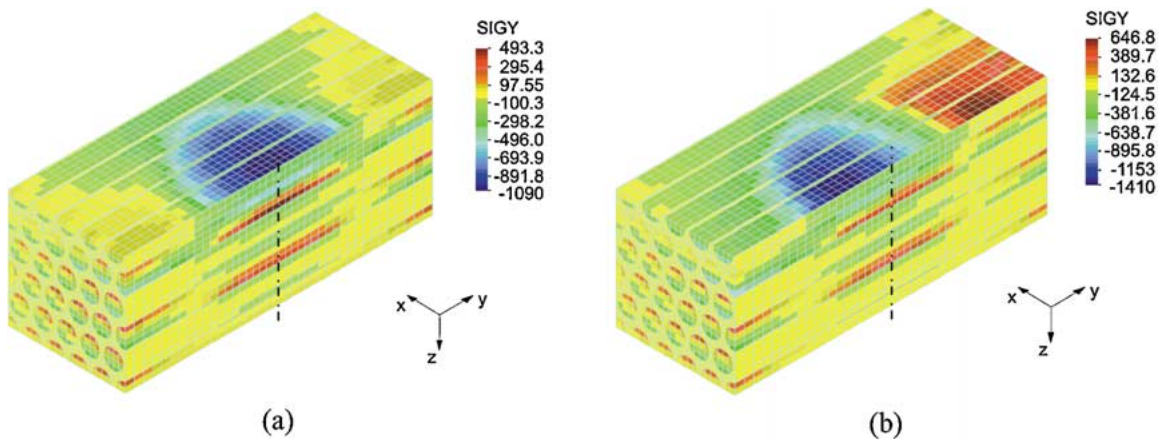 SIGY
493.3
295.4
97.55
-100.3
-298.2
-496.0
-693.9
-891.8
-1090
x
y
z
(a)
SIGY
646.8
389.7
132.6
-124.5
-381.6
-638.7
-895.8
-1153
-1410
x
y
z
(b)